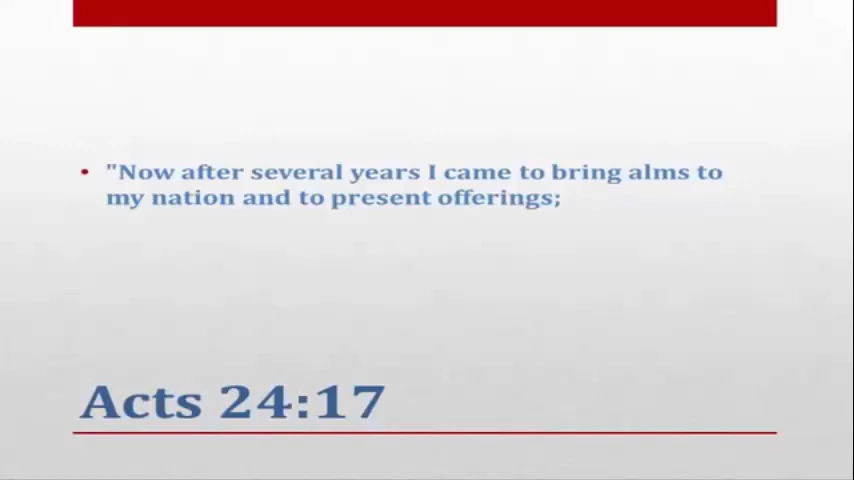 • "Now after several years I came to bring alms to
my nation and to present offerings;
Acts 24:17